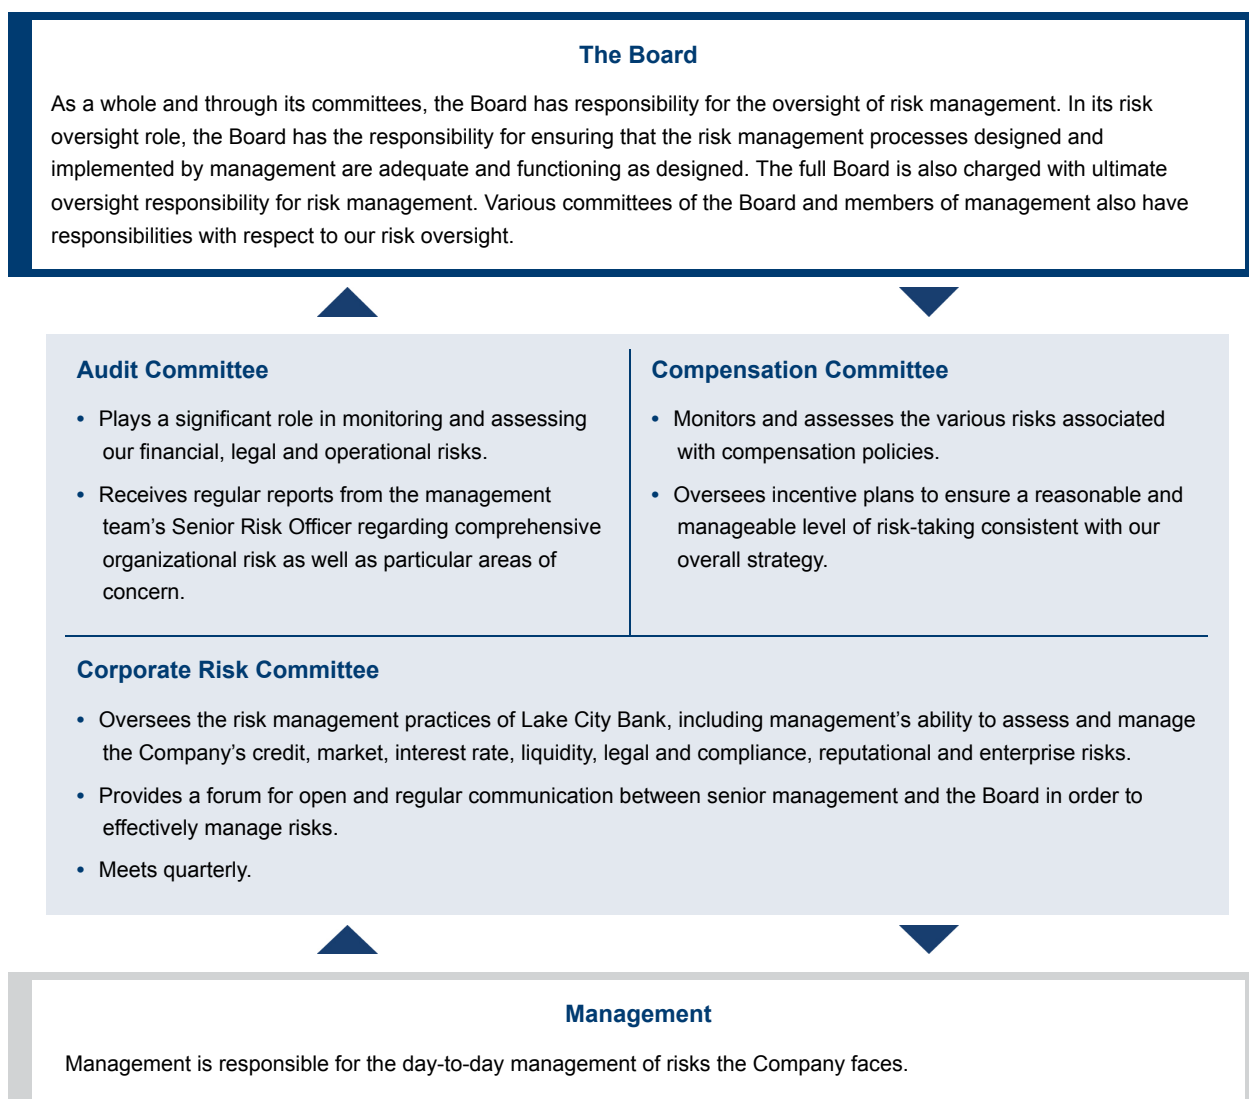 The Board
As a whole and through its committees, the Board has responsibility for the oversight of risk management. In its risk
oversight role, the Board has the responsibility for ensuring that the risk management processes designed and
implemented by management are adequate and functioning as designed. The full Board is also charged with ultimate
oversight responsibility for risk management. Various committees of the Board and members of management also have
responsibilities with respect to our risk oversight.
Audit Committee
• Plays a significant role in monitoring and assessing
our financial, legal and operational risks.
• Receives regular reports from the management
team’s Senior Risk Officer regarding comprehensive
organizational risk as well as particular areas of
concern.
Compensation Committee
• Monitors and assesses the various risks associated
with compensation policies.
• Oversees incentive plans to ensure a reasonable and
manageable level of risk-taking consistent with our
overall strategy.
Corporate Risk Committee
• Oversees the risk management practices of Lake City Bank, including management’s ability to assess and manage
the Company’s credit, market, interest rate, liquidity, legal and compliance, reputational and enterprise risks.
• Provides a forum for open and regular communication between senior management and the Board in order to
effectively manage risks.
• Meets quarterly.
Management
Management is responsible for the day-to-day management of risks the Company faces.